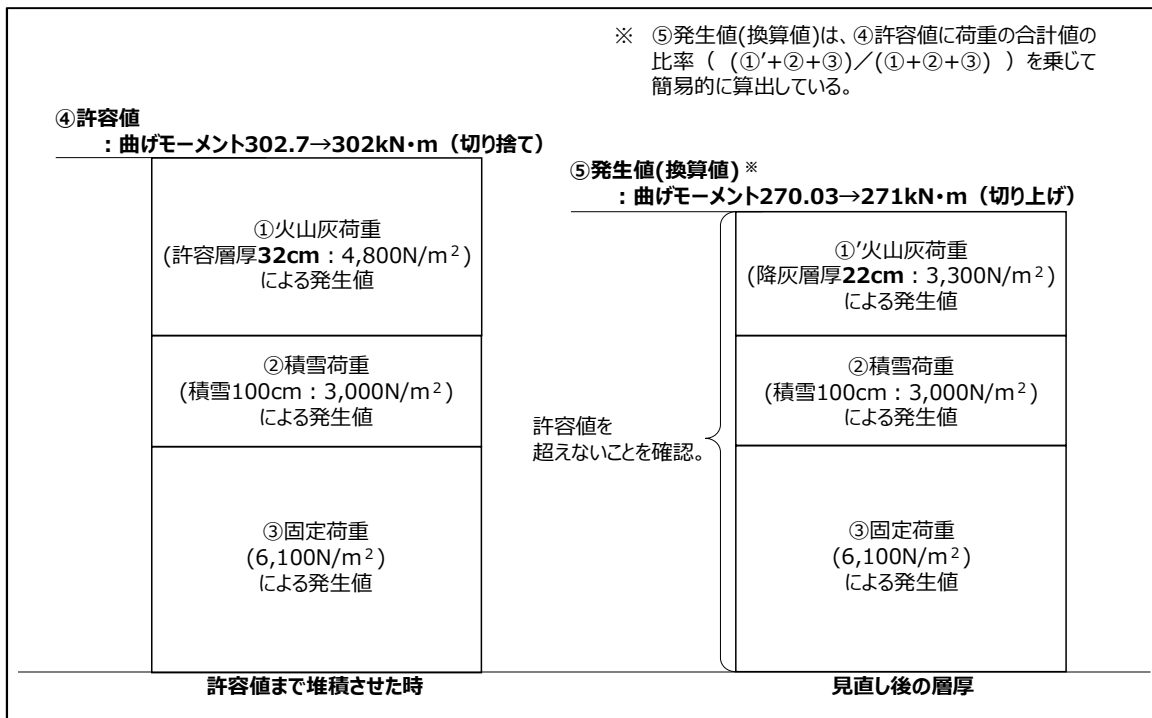 ※ ⑤発生値(換算値)は、④許容値に荷重の合計値の
比率（ (①'+②+③)／(①+②+③) ）を乗じて
簡易的に算出している。
④許容値
：曲げモーメント302.7→302kN・m（切り捨て）
⑤発生値(換算値)※
：曲げモーメント270.03→271kN・m（切り上げ）
①火山灰荷重
(許容層厚32cm：4,800N/m²)
による発生値
②積雪荷重
(積雪100cm：3,000N/m²)
による発生値
③固定荷重
(6,100N/m²)
による発生値
許容値まで堆積させた時
許容値を
超えないことを確認。
①'火山灰荷重
(降灰層厚22cm：3,300N/m²)
による発生値
②積雪荷重
(積雪100cm：3,000N/m²)
による発生値
③固定荷重
(6,100N/m²)
による発生値
見直し後の層厚